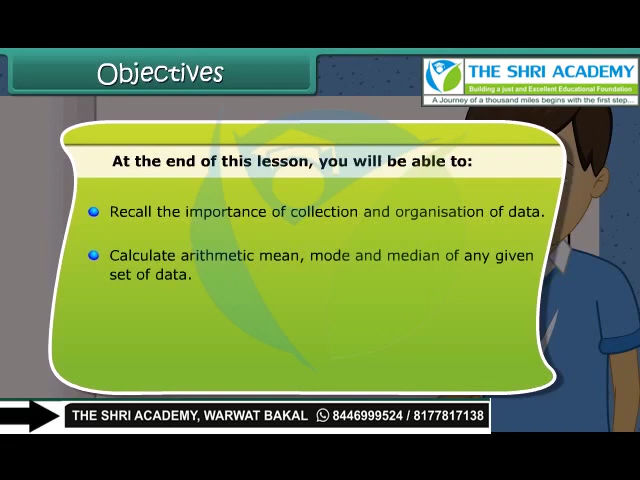 Objectives
THE SHRI ACADEMY
Building a just and Excellent Educational Foundation
A Journey of a thousand miles begins with the first step...
At the end of this lesson, you will be able to:
Recall the importance of collection and organisation of data.
Calculate arithmetic mean, mode and median of any given
set of data.
THE SHRI ACADEMY, WARWAT BAKAL 8446999524 / 8177817138